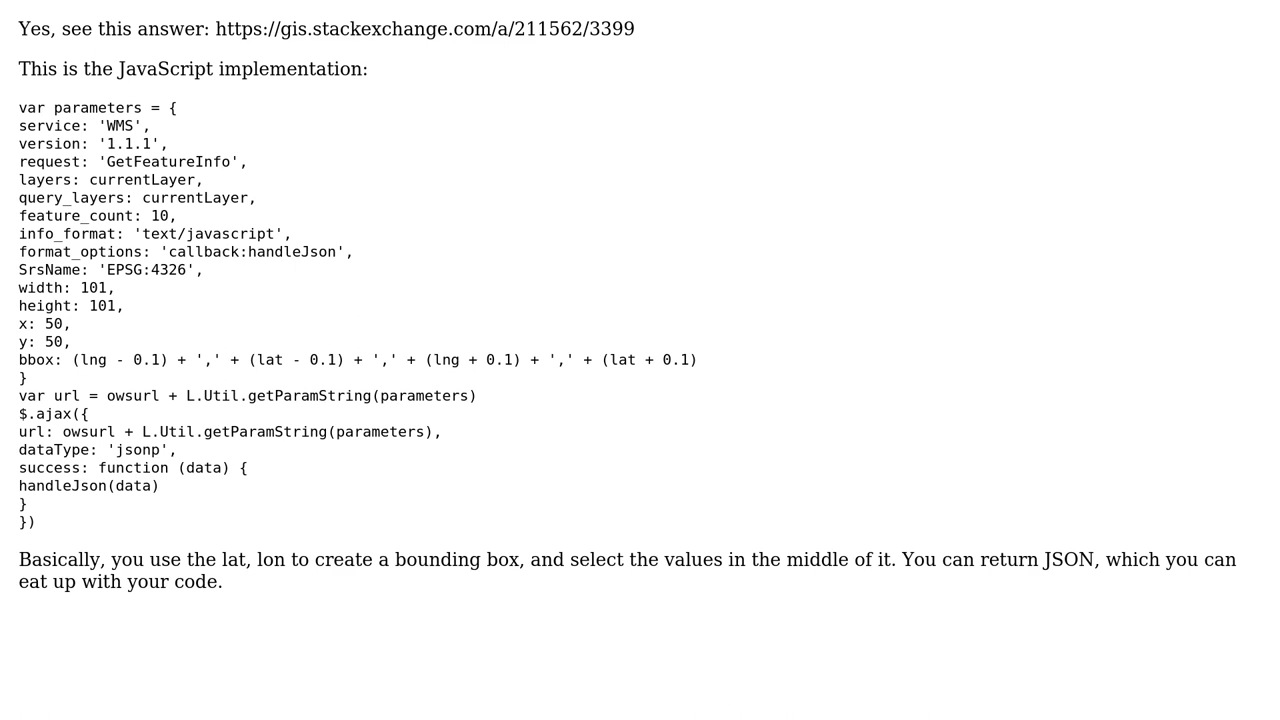 Yes, see this answer: https://gis.stackexchange.com/a/211562/3399
This is the JavaScript implementation:
var parameters = {
service: 'WMS',
version: '1.1.1',
request: 'GetFeatureInfo',
layers: currentLayer,
query_layers: currentLayer,
feature_count: 10,
info_format: 'text/javascript',
format_options: 'callback:handleJson',
SrsName: 'EPSG:4326',
width: 101,
height: 101,
x: 50,
y: 50,
bbox: (lng - 0.1) + ',' + (lat - 0.1) + ',' + (lng + 0.1) + ',' + (lat + 0.1)
}
var url = owsurl + L.Util.getParamString(parameters)
$.ajax({
url: owsurl + L.Util.getParamString(parameters),
dataType: 'jsonp',
success: function (data) {
handleJson(data)
}
})
Basically, you use the lat, lon to create a bounding box, and select the values in the middle of it. You can return JSON, which you can
eat up with your code.